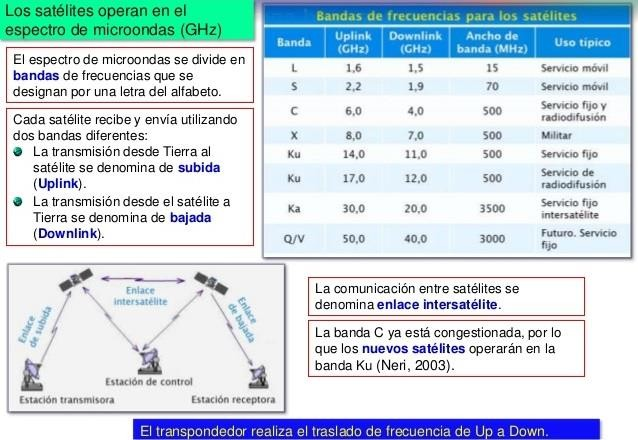 Los satélites operan en el
espectro de microondas (GHz)
El espectro de microondas se divide en
bandas de frecuencias que se
designan por una letra del alfabeto.
Cada satélite recibe y envía utilizando
dos bandas diferentes:
La transmisión desde Tierra al
satélite se denomina de subida
(Uplink).
La transmisión desde el satélite a
Tierra se denomina de bajada
(Downlink).
Bandas de frecuencias para los satélites
Banda Uplink (GHz) Downlink (GHz) Ancho de banda (MHz) Uso típico
L 1,6 1,5 15 Servicio móvil
S 2,2 1,9 70 Servicio móvil
C 6,0 4,0 500 Servicio fijo y radiodifusión
X 8,0 7,0 500 Militar
Ku 14,0 11,0 500 Servicio fijo
Ku 17,0 12,0 500 Servicio de radiodifusión
Ka 30,0 20,0 3500 Servicio fijo intersatélite
Q/V 50,0 40,0 3000 Futuro. Servicio fijo
Enlace
intersatélite
Enlace
de subida
Enlace
de bajada
Estación de control
Estación transmisora
Estación receptora
La comunicación entre satélites se
denomina enlace intersatélite.
La banda C ya está congestionada, por lo
que los nuevos satélites operarán en la
banda Ku (Neri, 2003).
El transpondedor realiza el traslado de frecuencia de Up a Down.